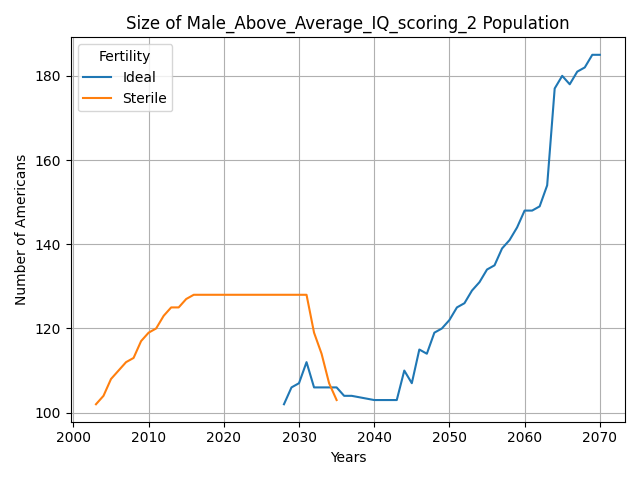 Size of Male_Above_Average_IQ_scoring_2 Population
Fertility
Ideal
Sterile
Number of Americans
180
160
140
120
100
2000 2010 2020 2030 2040 2050 2060 2070
Years